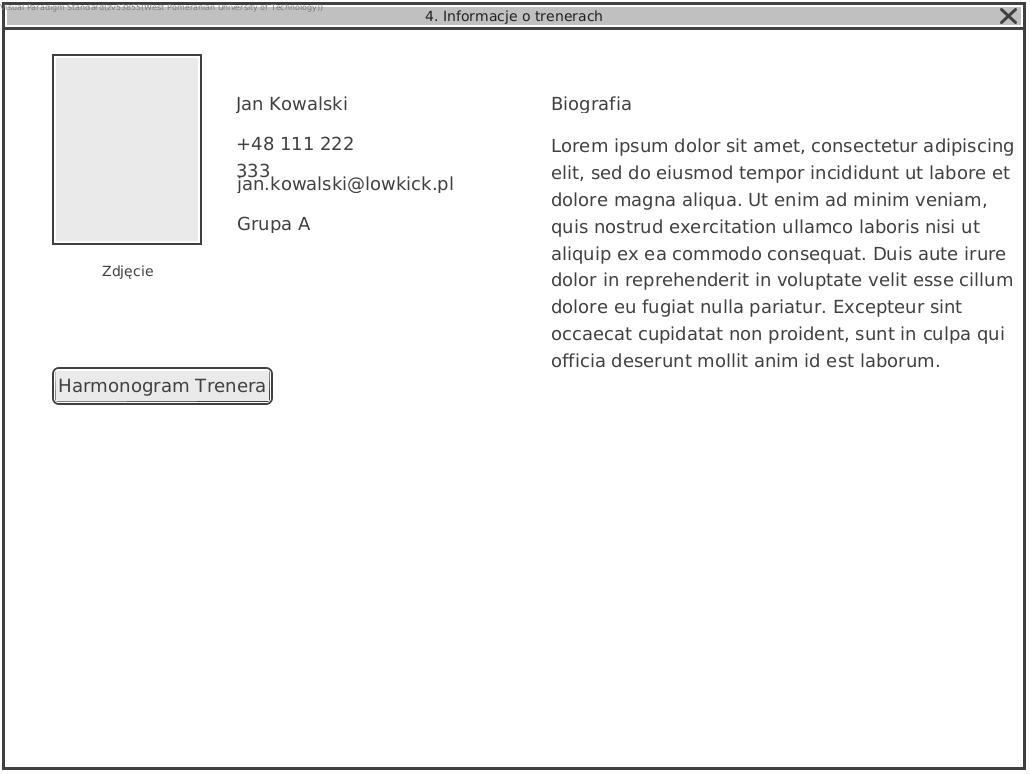 Visual Paradigm Standard(zv53855(West Pomeranian University of Technology))
4. Informacje o trenerach
Jan Kowalski
+48 111 222
333
jan.kowalski@lowkick.pl
Grupa A
Zdjęcie
Harmonogram Trenera
Biografia
Lorem ipsum dolor sit amet, consectetur adipiscing
elit, sed do eiusmod tempor incididunt ut labore et
dolore magna aliqua. Ut enim ad minim veniam,
quis nostrud exercitation ullamco laboris nisi ut
aliquip ex ea commodo consequat. Duis aute irure
dolor in reprehenderit in voluptate velit esse cillum
dolore eu fugiat nulla pariatur. Excepteur sint
occaecat cupidatat non proident, sunt in culpa qui
officia deserunt mollit anim id est laborum.